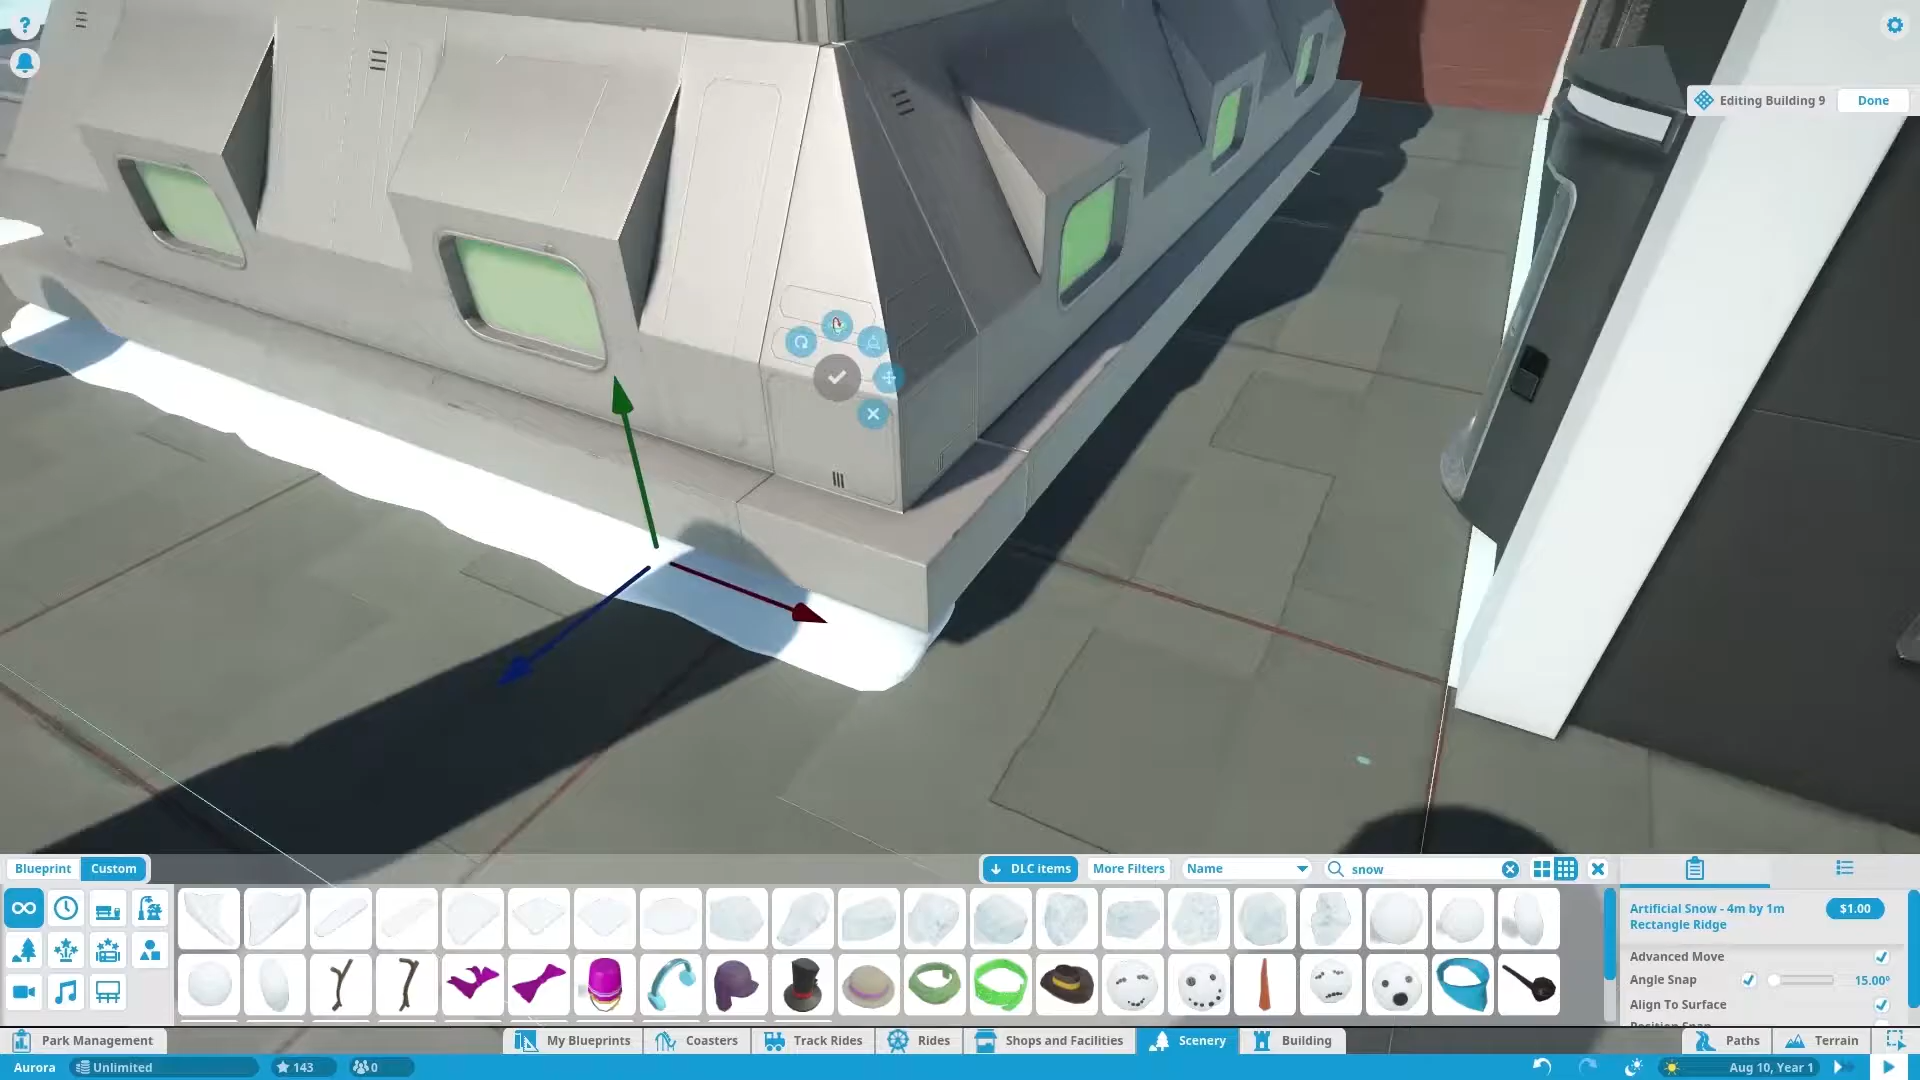 ?
Editing Building 9
Done
Blueprint
Custom
DLC items
More Filters
Name
snow
Artificial Snow - 4m by 1m
Rectangle Ridge
$1.00
Advanced Move
Angle Snap
15.00°
Align To Surface
Position Snap
Park Management
My Blueprints
Coasters
Track Rides
Rides
Shops and Facilities
Scenery
Building
Paths
Terrain
Aurora
Unlimited
143
0
Aug 10, Year 1